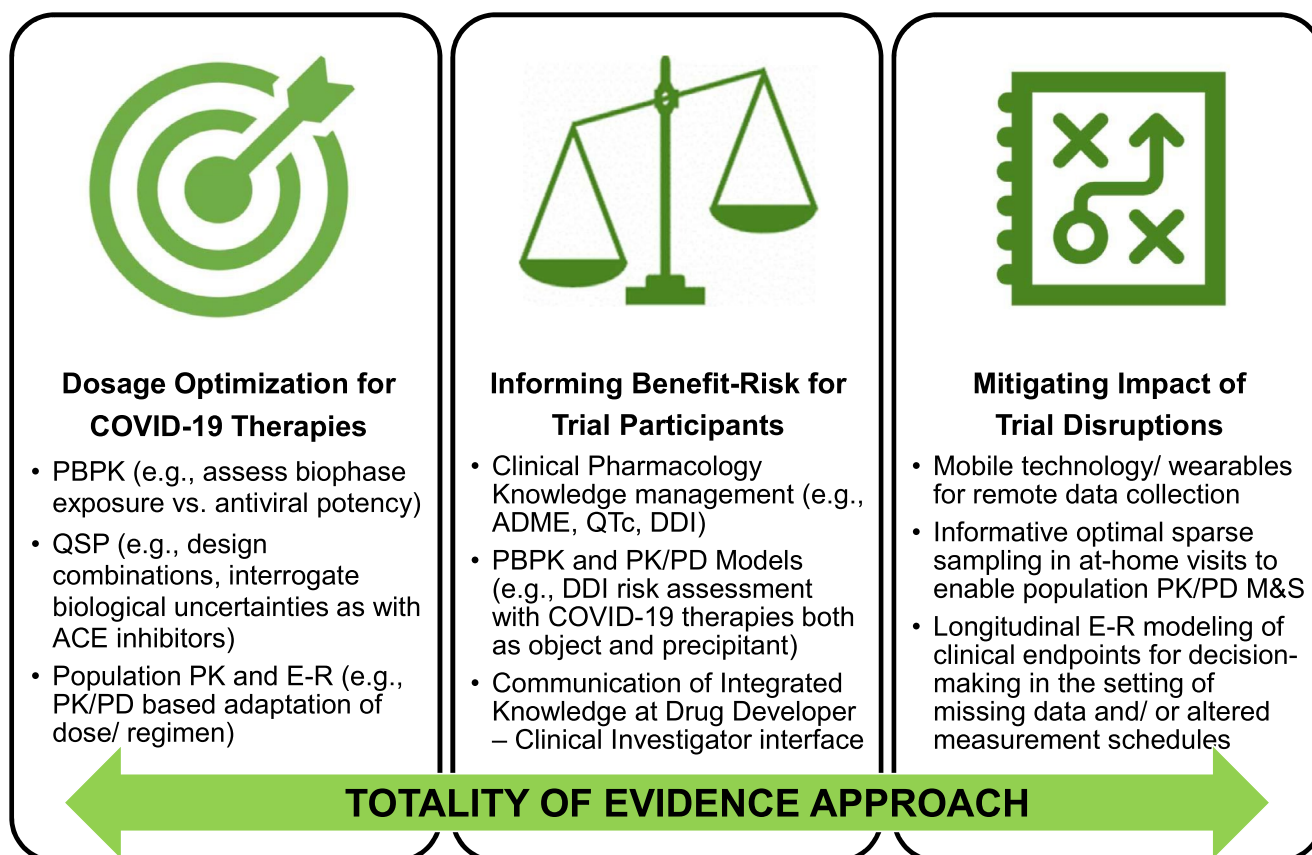 Dosage Optimization for
COVID-19 Therapies
• PBPK (e.g., assess biophase
exposure vs. antiviral potency)
• QSP (e.g., design
combinations, interrogate
biological uncertainties as with
ACE inhibitors)
• Population PK and E-R (e.g.,
PK/PD based adaptation of
dose/ regimen)
Informing Benefit-Risk for
Trial Participants
• Clinical Pharmacology
Knowledge management (e.g.,
ADME, QTc, DDI)
• PBPK and PK/PD Models
(e.g., DDI risk assessment
with COVID-19 therapies both
as object and precipitant)
• Communication of Integrated
Knowledge at Drug Developer
– Clinical Investigator interface
Mitigating Impact of
Trial Disruptions
• Mobile technology/ wearables
for remote data collection
• Informative optimal sparse
sampling in at-home visits to
enable population PK/PD M&S
• Longitudinal E-R modeling of
clinical endpoints for decision-
making in the setting of
missing data and/ or altered
measurement schedules
TOTALITY OF EVIDENCE APPROACH